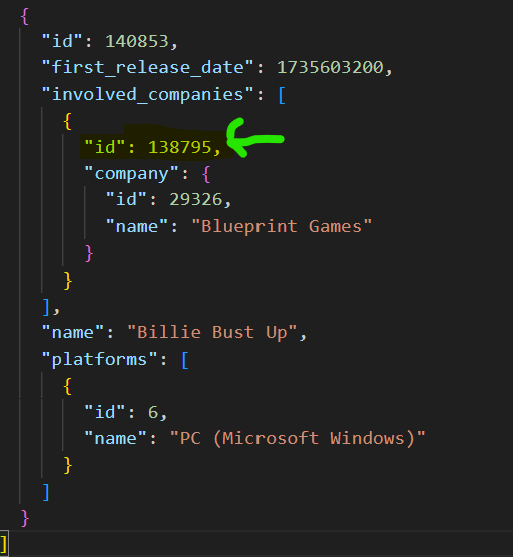 {
"id": 140853,
"first_release_date": 1735603200,
"involved_companies": [
{
"id": 138795,
"company": {
"id": 29326,
"name": "Blueprint Games"
}
}
],
"name": "Billie Bust Up",
"platforms": [
{
"id": 6,
"name": "PC (Microsoft Windows)"
}
]
}
]